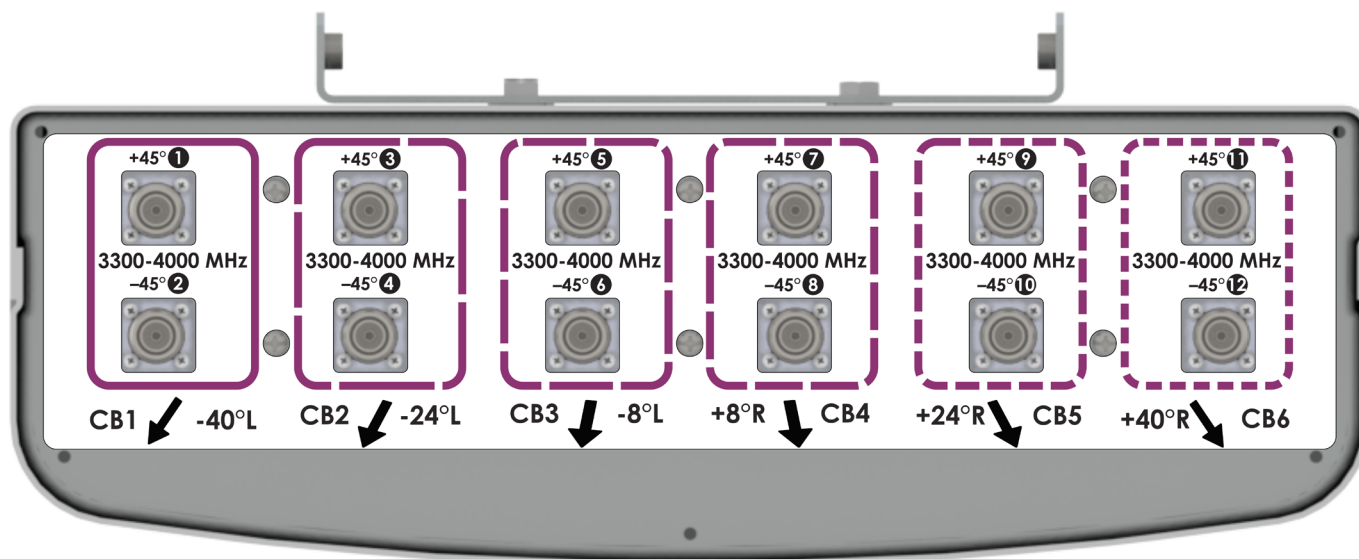 +45° ❶ +45° ❸ +45° ❺ +45° ❼ +45° ❾ +45° ⓫
3300-4000 MHz 3300-4000 MHz 3300-4000 MHz 3300-4000 MHz 3300-4000 MHz 3300-4000 MHz
–45° ❷ –45° ❹ –45° ❻ –45° ❽ –45° ❿ –45° ⓬
CB1 -40°L CB2 -24°L CB3 -8°L +8°R CB4 +24°R CB5 +40°R CB6